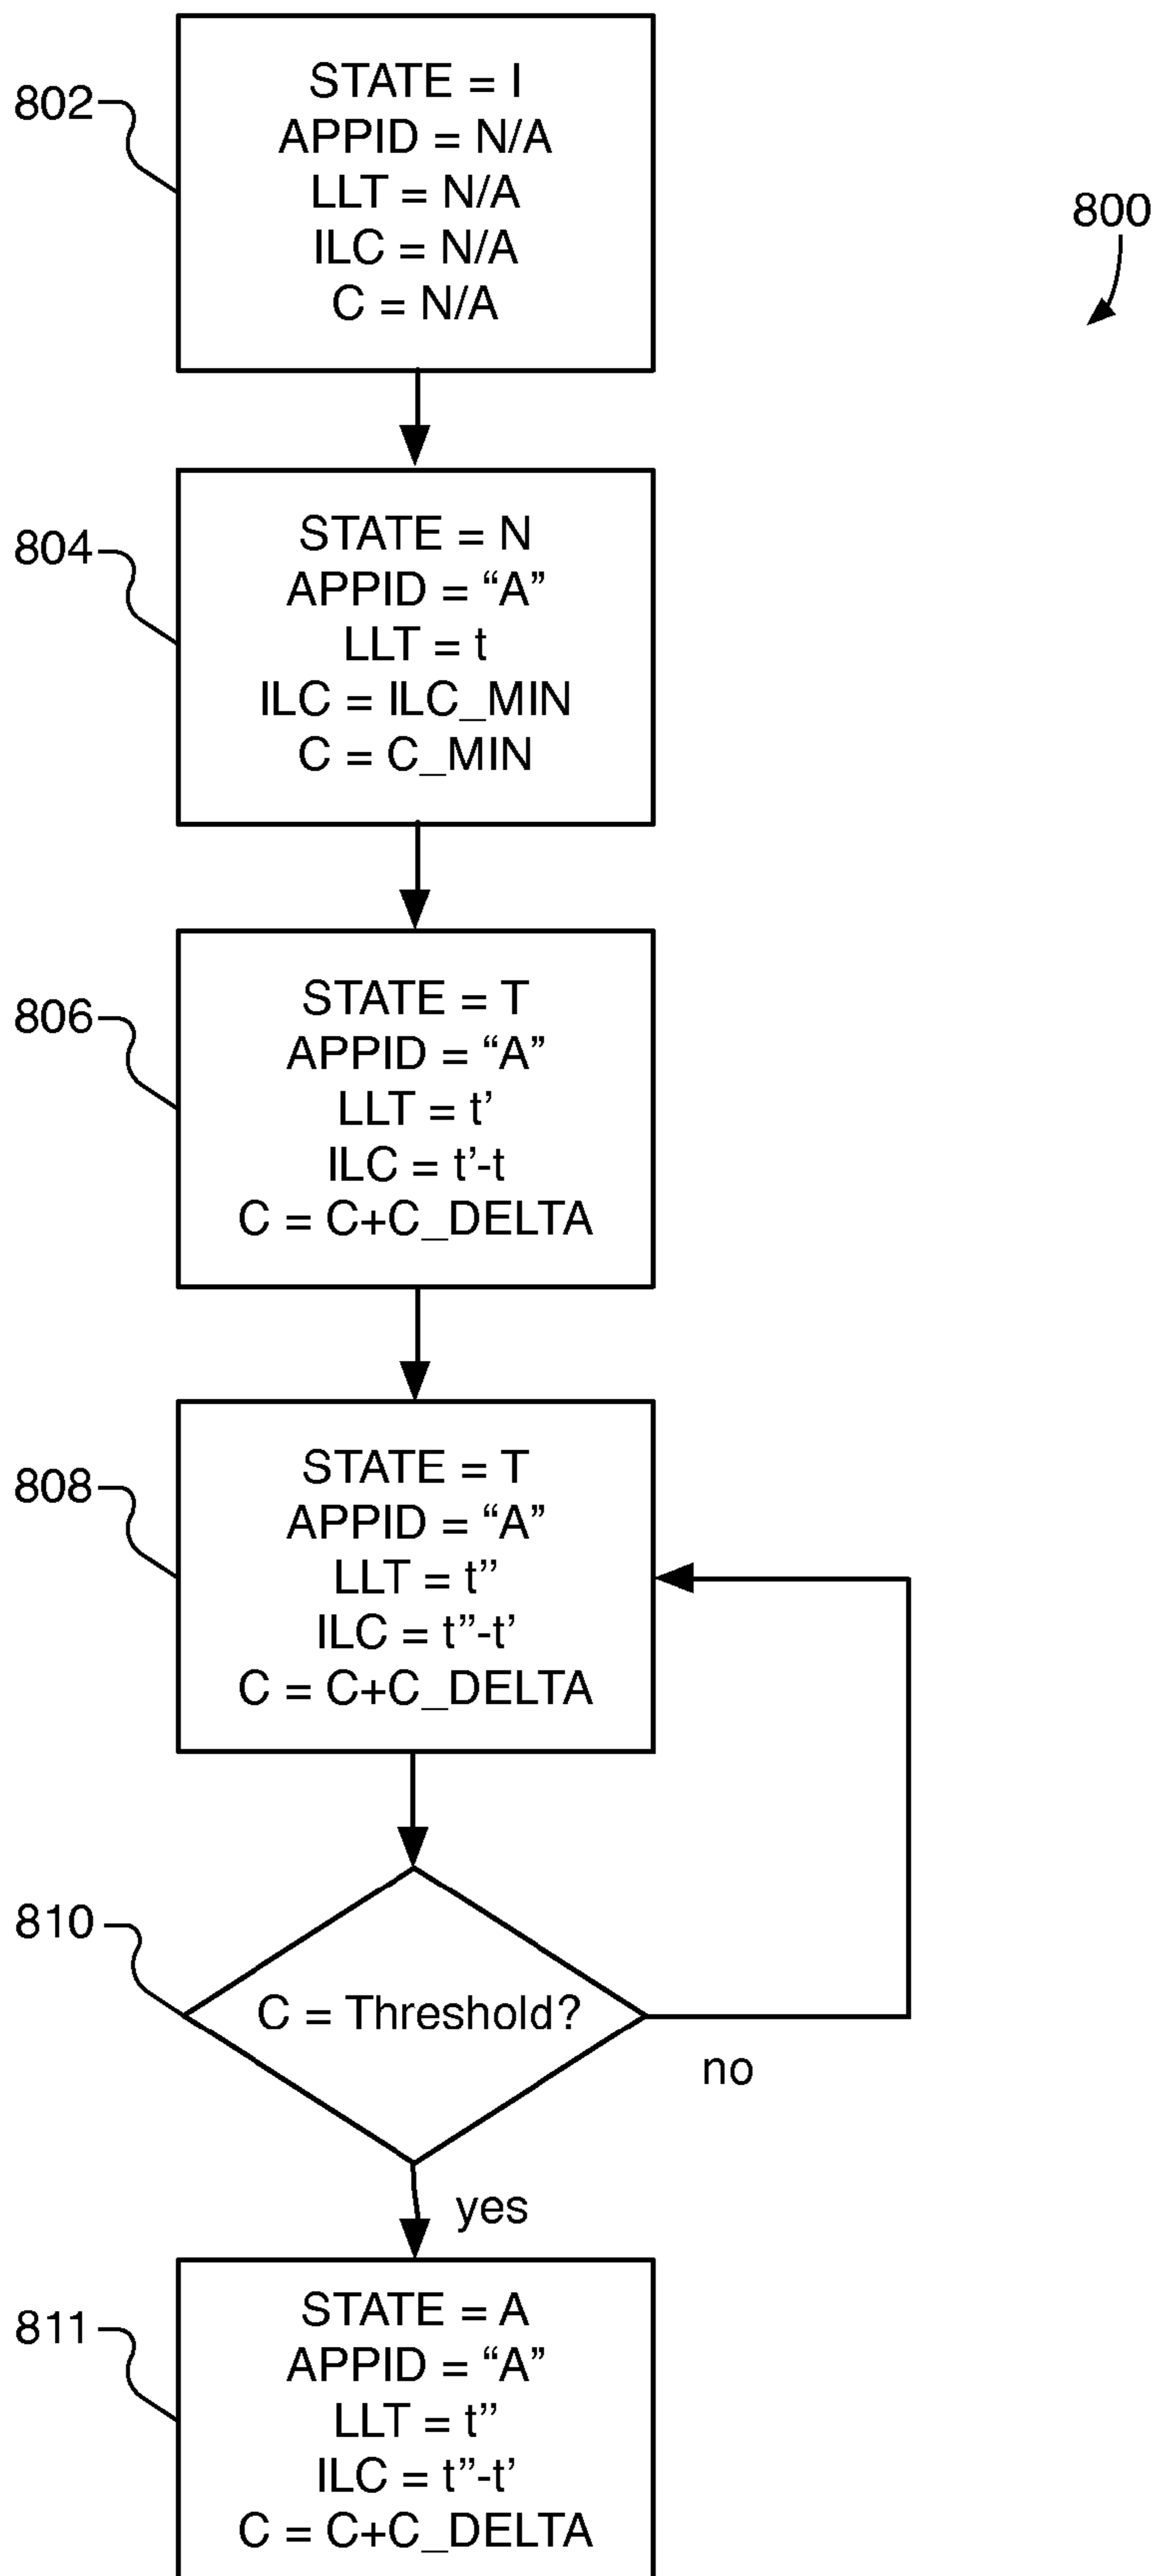 802
STATE = I
APPID = N/A
LLT = N/A
ILC = N/A
C = N/A
800
804
STATE = N
APPID = “A”
LLT = t
ILC = ILC_MIN
C = C_MIN
806
STATE = T
APPID = “A”
LLT = t’
ILC = t’-t
C = C+C_DELTA
808
STATE = T
APPID = “A”
LLT = t”
ILC = t”-t’
C = C+C_DELTA
810
C = Threshold?
no
yes
811
STATE = A
APPID = “A”
LLT = t”
ILC = t”-t’
C = C+C_DELTA